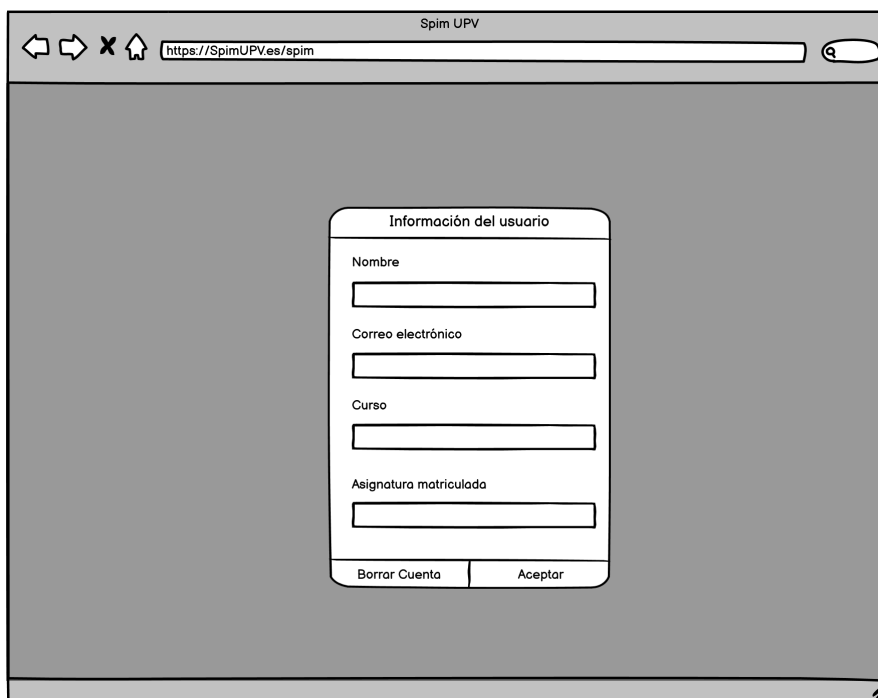 Spim UPV
https://SpimUPV.es/spim
Información del usuario
Nombre
Correo electrónico
Curso
Asignatura matriculada
Borrar Cuenta
Aceptar